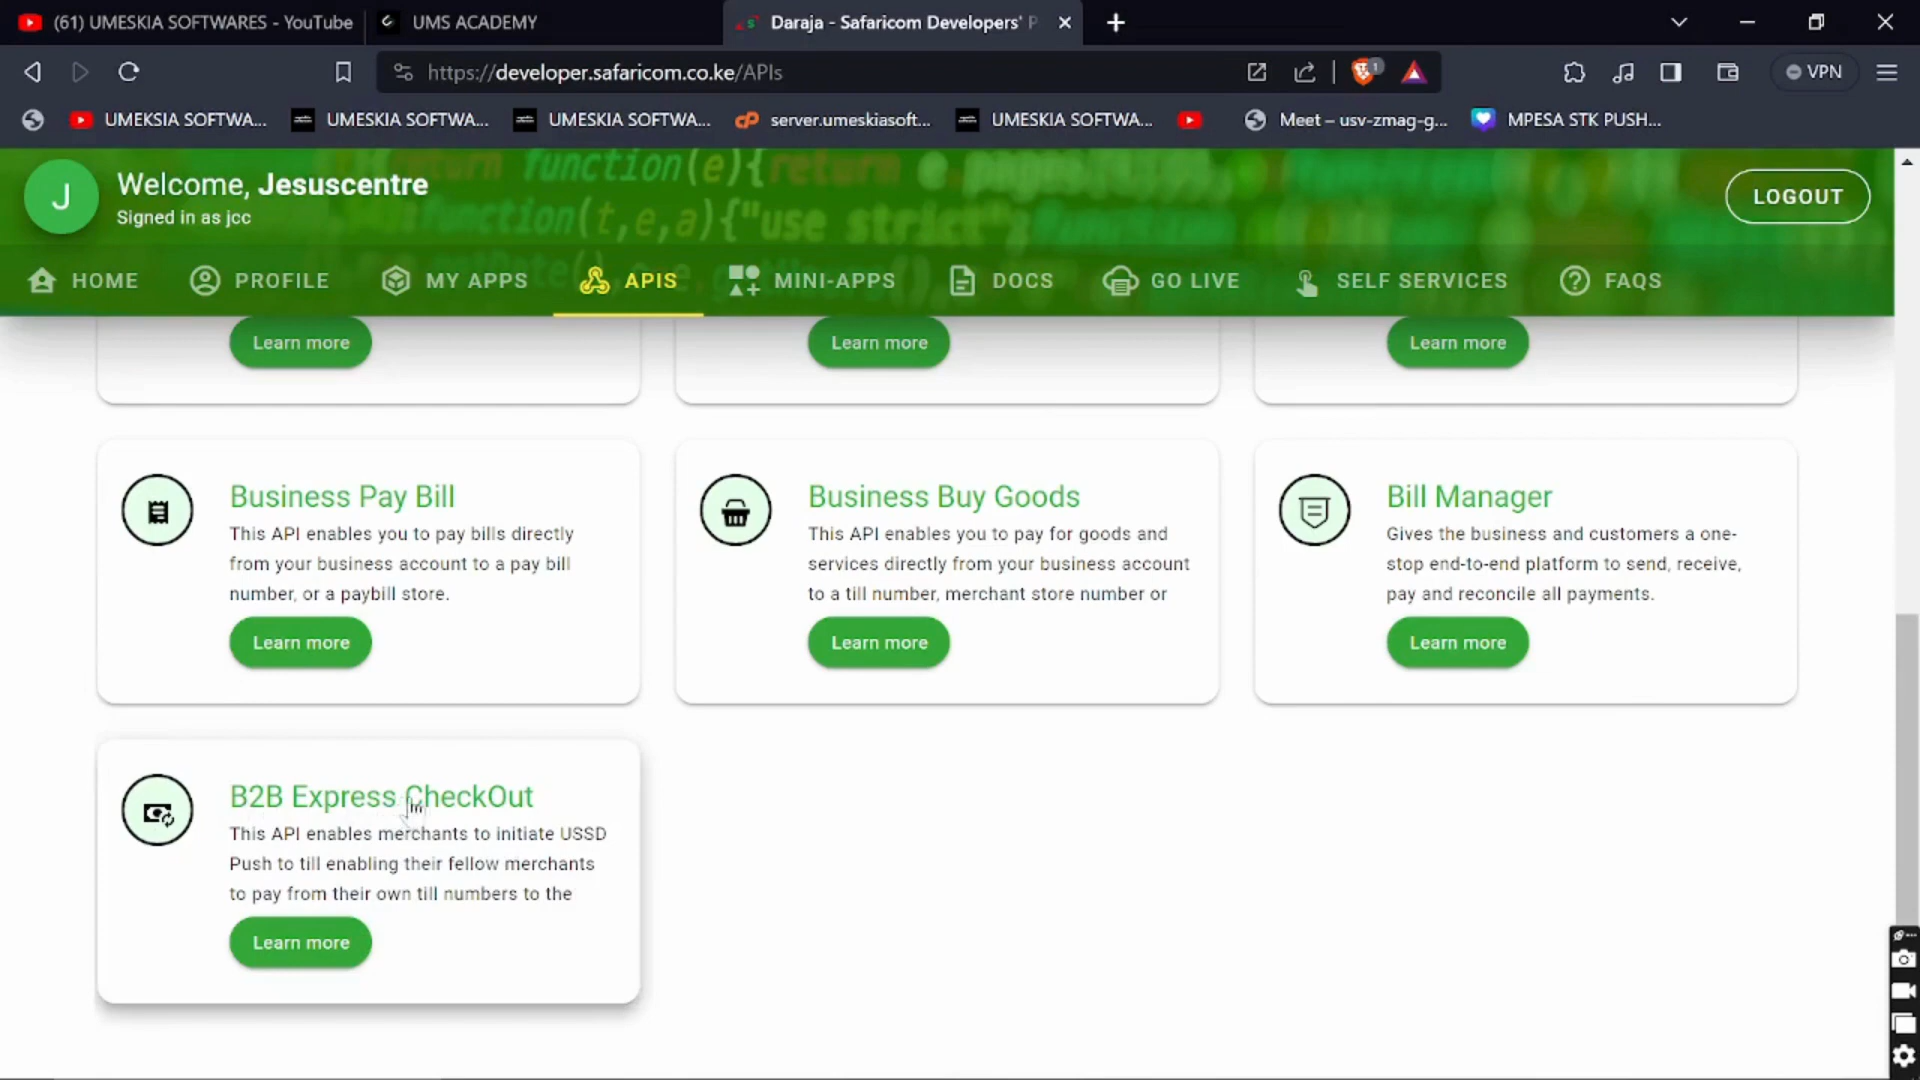 (61) UMESKIA SOFTWARES - YouTube
UMS ACADEMY
Daraja - Safaricom Developers' P
https://developer.safaricom.co.ke/APIs
1
VPN
UMEKSIA SOFTWA...
UMESKIA SOFTWA...
UMESKIA SOFTWA...
server.umeskiasoft...
UMESKIA SOFTWA...
Meet – usv-zmag-g...
MPESA STK PUSH...
return function(e){return e
function(t,e,a){"use strict";
J
Welcome, Jesuscentre
Signed in as jcc
LOGOUT
HOME
PROFILE
MY APPS
APIS
MINI-APPS
DOCS
GO LIVE
SELF SERVICES
FAQS
Learn more
Learn more
Learn more
Business Pay Bill
This API enables you to pay bills directly
from your business account to a pay bill
number, or a paybill store.
Learn more
Business Buy Goods
This API enables you to pay for goods and
services directly from your business account
to a till number, merchant store number or
Learn more
Bill Manager
Gives the business and customers a one-
stop end-to-end platform to send, receive,
pay and reconcile all payments.
Learn more
B2B Express CheckOut
This API enables merchants to initiate USSD
Push to till enabling their fellow merchants
to pay from their own till numbers to the
Learn more